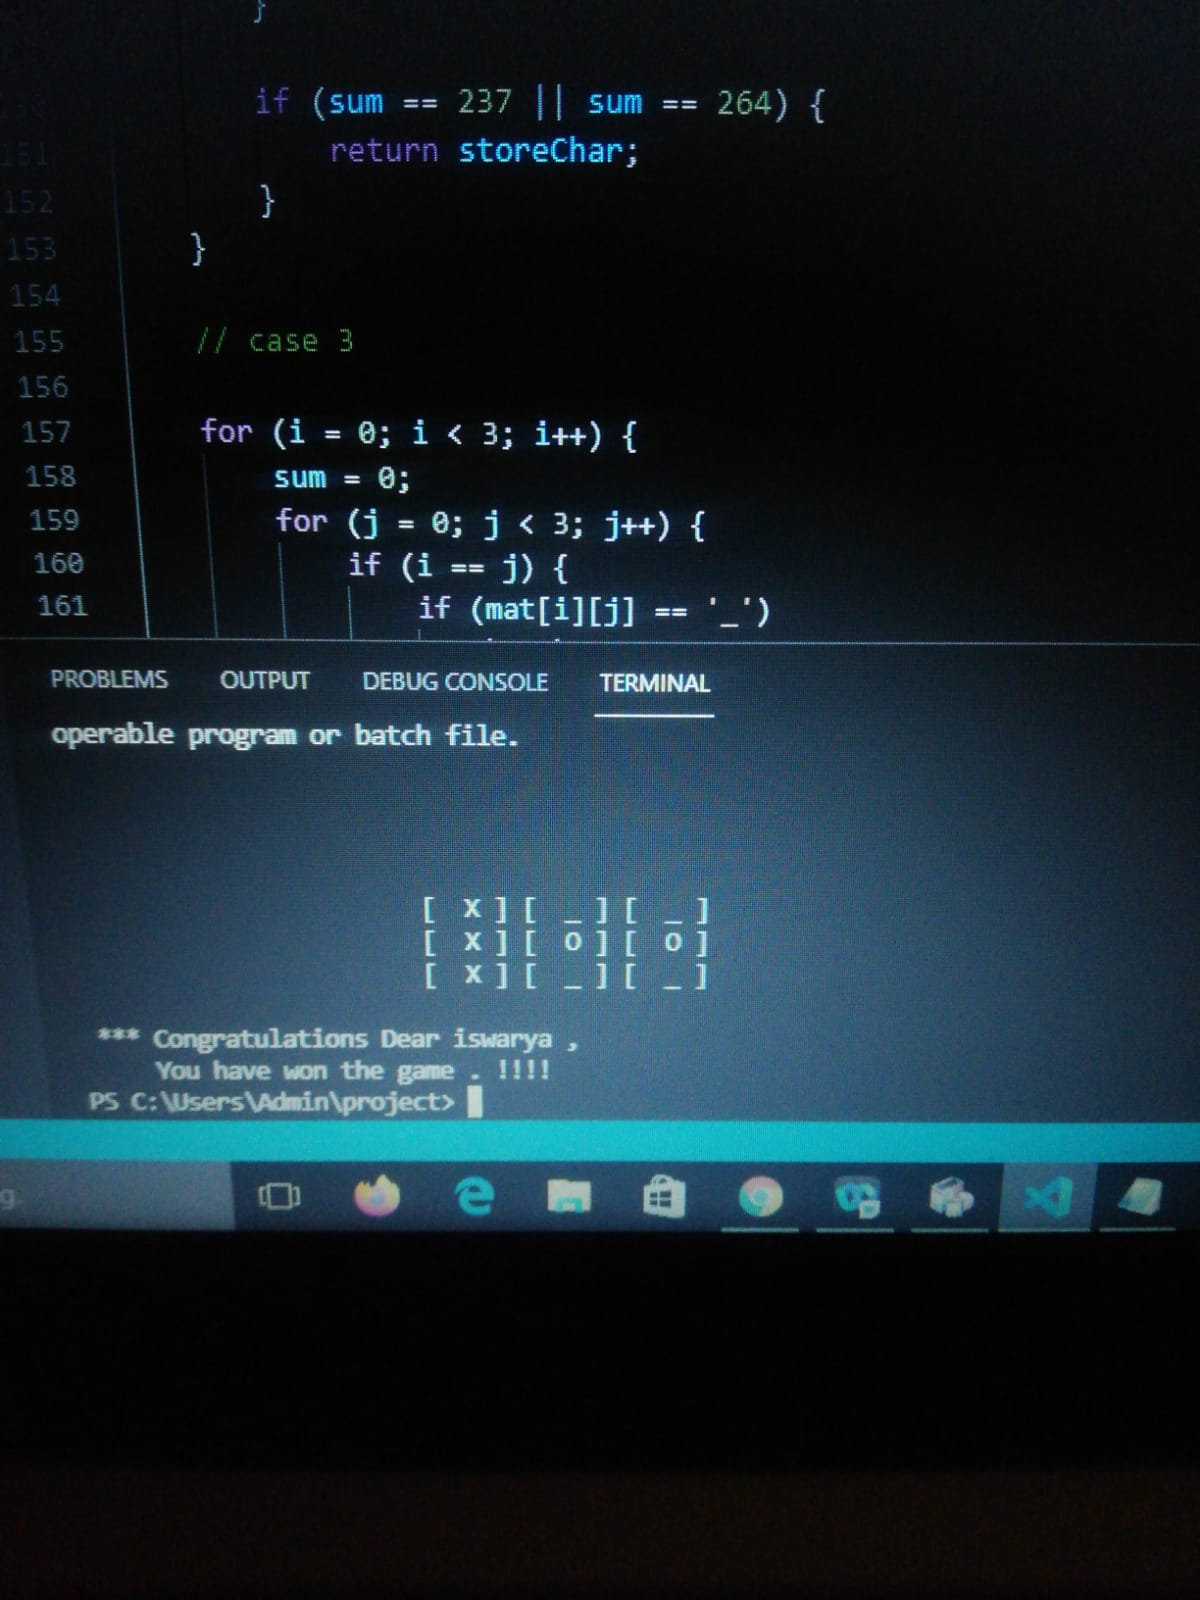 }
if (sum == 237 || sum == 264) {
151 return storeChar;
152 }
153 }
154
155 // case 3
156
157 for (i = 0; i < 3; i++) {
158 sum = 0;
159 for (j = 0; j < 3; j++) {
160 if (i == j) {
161 if (mat[i][j] == '_')
PROBLEMS OUTPUT DEBUG CONSOLE TERMINAL
operable program or batch file.
[ X ][ _ ][ _ ]
[ X ][ O ][ O ]
[ X ][ _ ][ _ ]
*** Congratulations Dear iswarya ,
You have won the game . !!!!
PS C:\Users\Admin\project>
g.